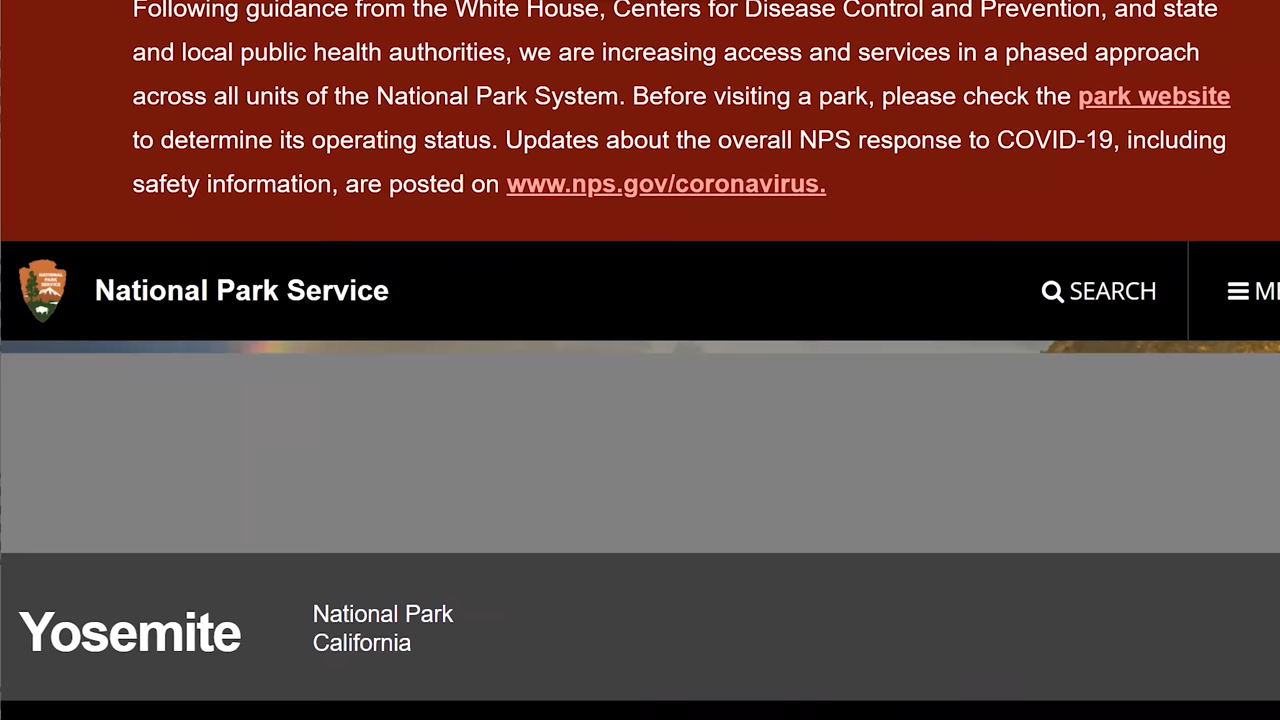 Following guidance from the White House, Centers for Disease Control and Prevention, and state
and local public health authorities, we are increasing access and services in a phased approach
across all units of the National Park System. Before visiting a park, please check the park website
to determine its operating status. Updates about the overall NPS response to COVID-19, including
safety information, are posted on www.nps.gov/coronavirus.
NATIONAL
PARK
SERVICE
National Park Service
SEARCH
Yosemite
National Park
California